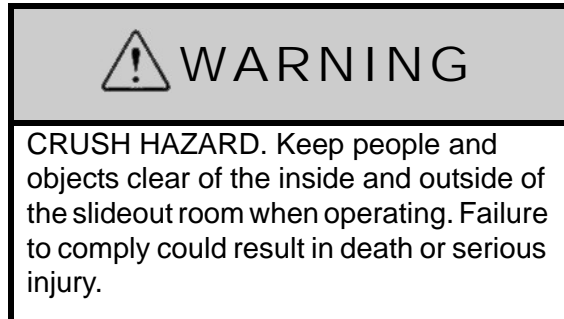 WARNING
CRUSH HAZARD. Keep people and
objects clear of the inside and outside of
the slideout room when operating. Failure
to comply could result in death or serious
injury.